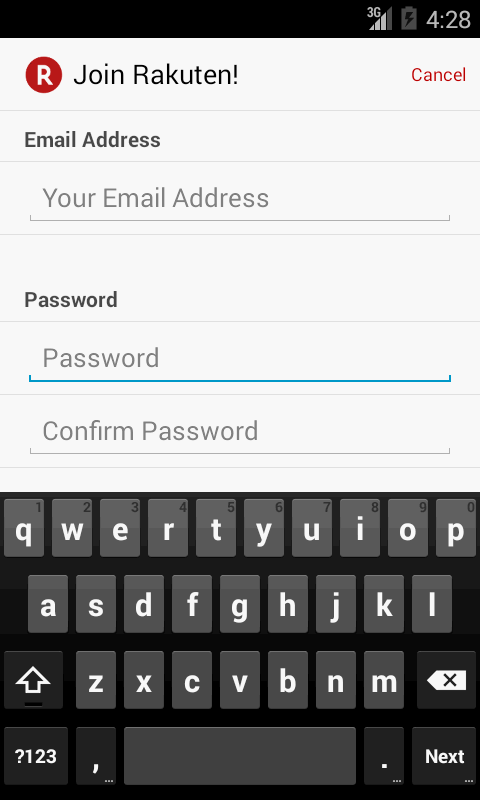 3G 4:28
R Join Rakuten! Cancel
Email Address
Your Email Address
Password
Password
Confirm Password
1 2 3 4 5 6 7 8 9 0
q w e r t y u i o p
a s d f g h j k l
z x c v b n m
?123 , ... . ... Next ...